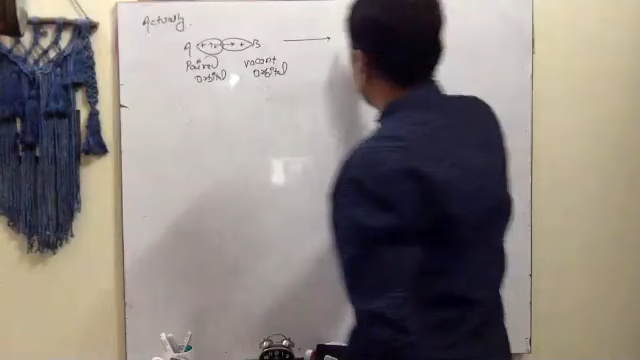 Actually
A B
Paired vacant
orbital orbital